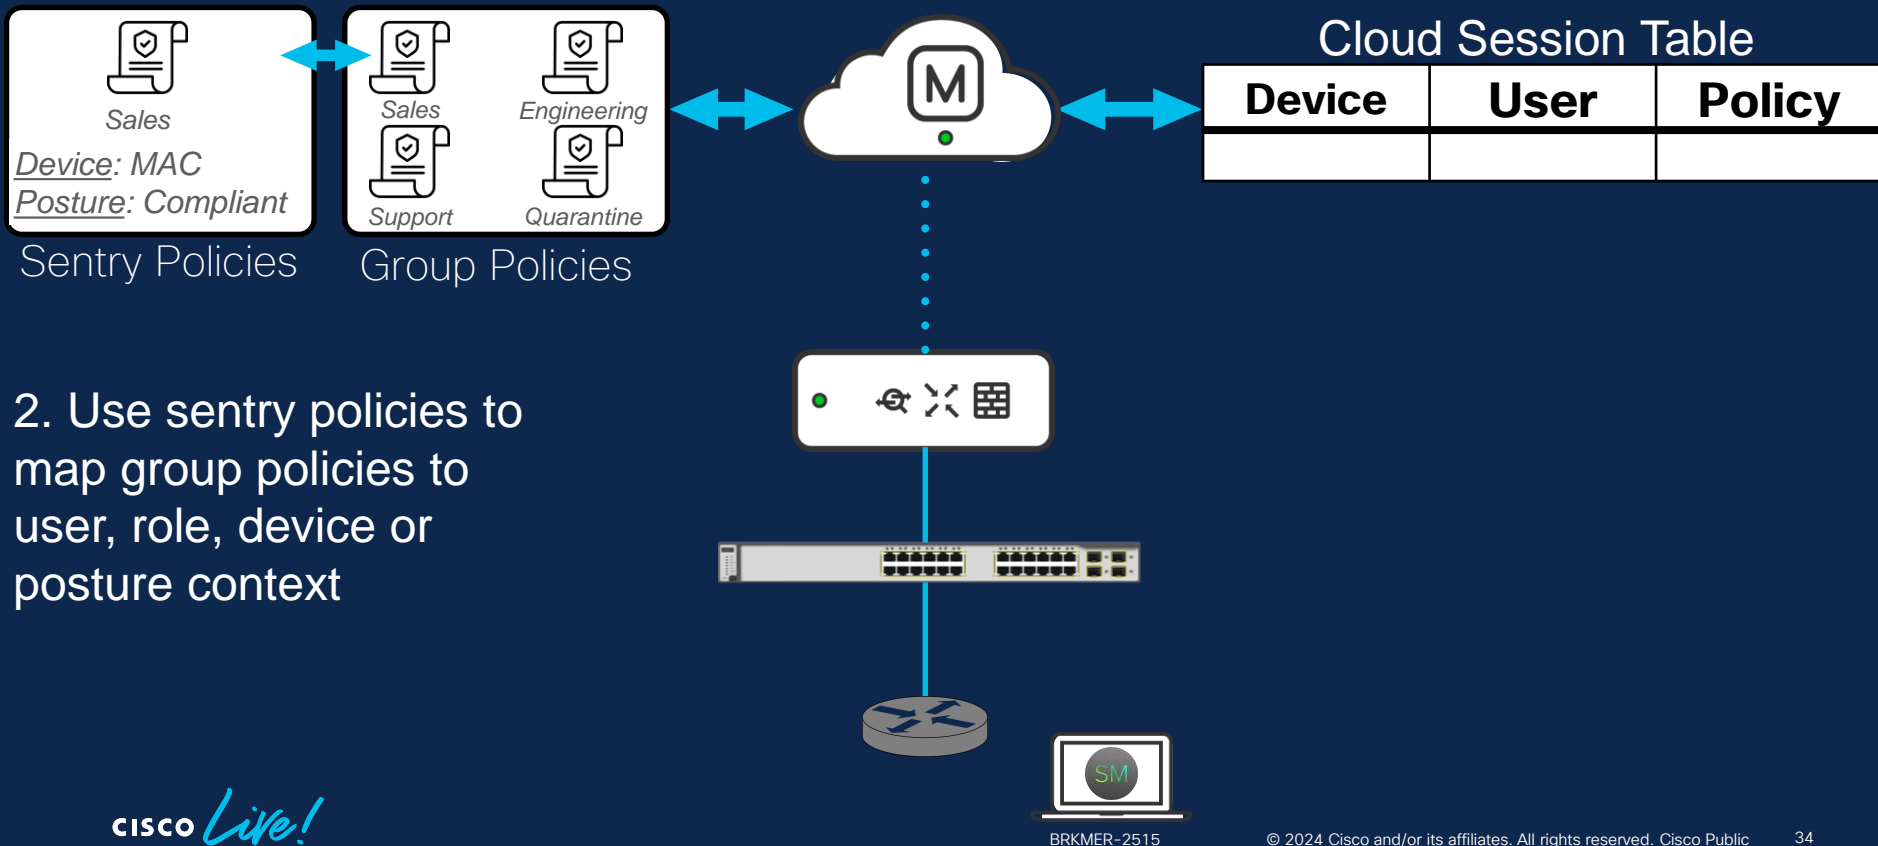 Sales
Device: MAC
Posture: Compliant
Sentry Policies
Sales
Engineering
Support
Quarantine
Group Policies
M
Cloud Session Table
Device User Policy
2. Use sentry policies to
map group policies to
user, role, device or
posture context
SM
CISCO Live!
BRKMER-2515
© 2024 Cisco and/or its affiliates. All rights reserved. Cisco Public
34